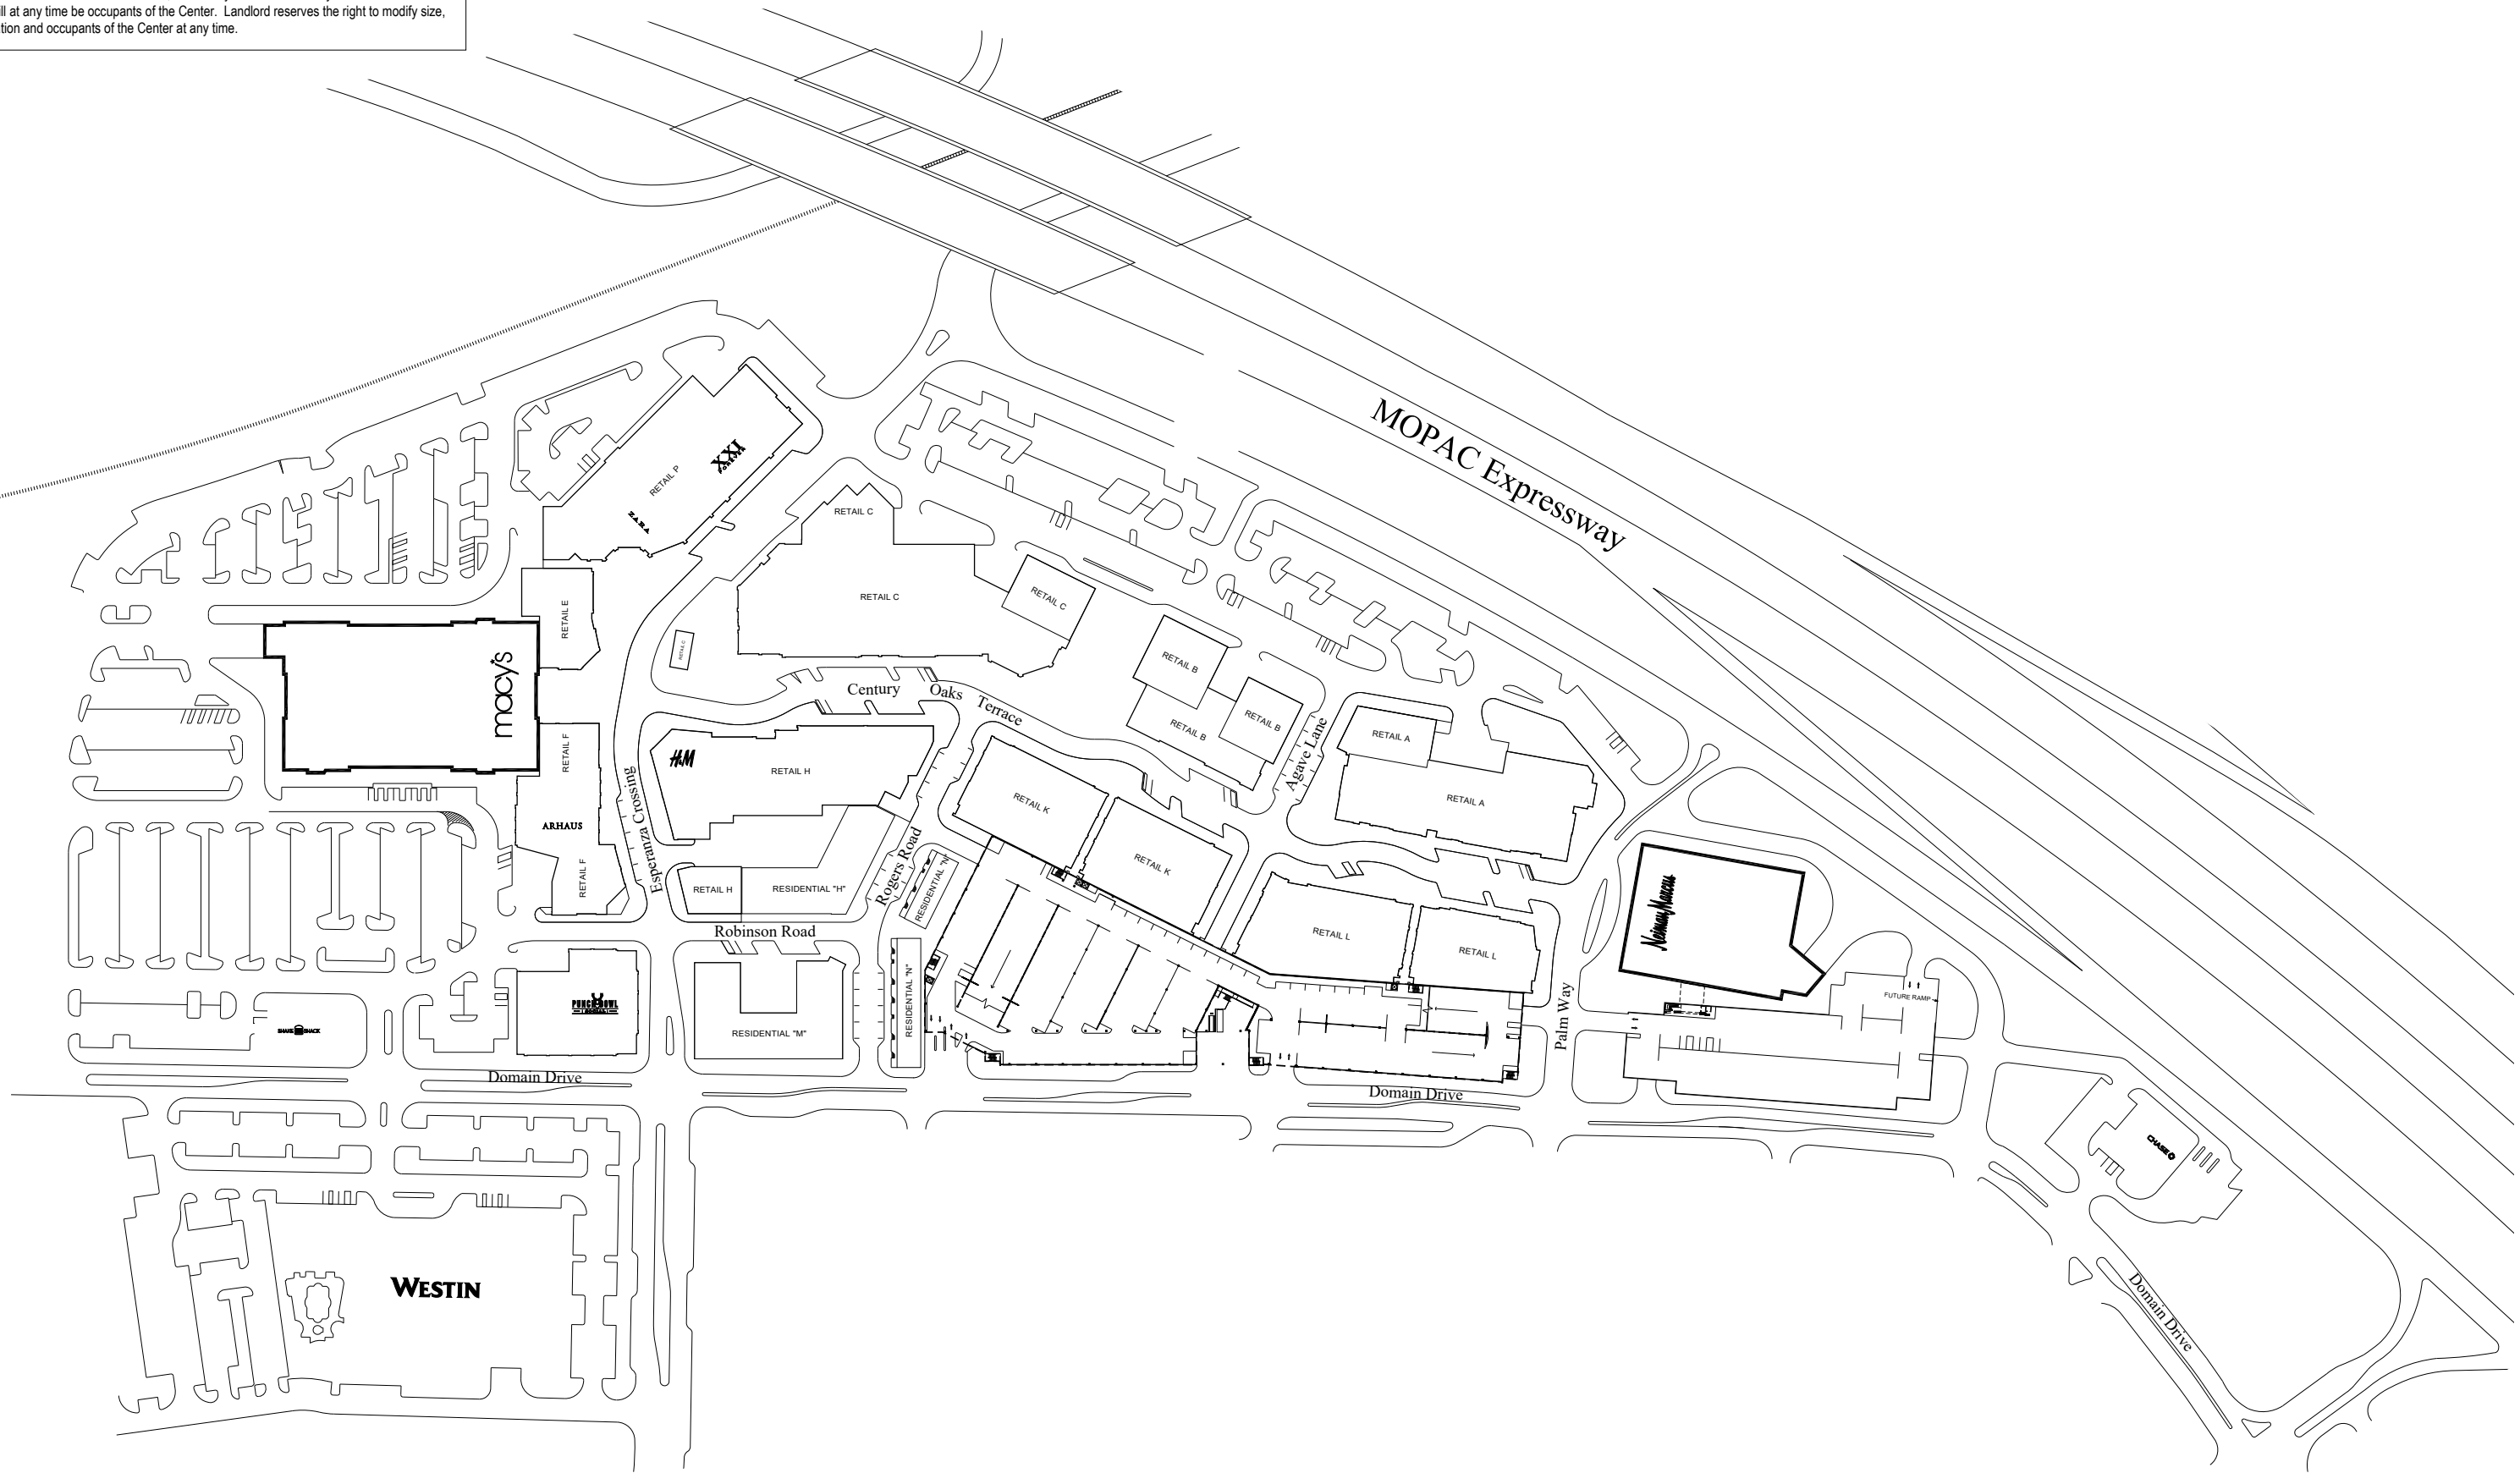 ill at any time be occupants of the Center.  Landlord reserves the right to modify size,
tion and occupants of the Center at any time.
MOPAC Expressway
XXI
FOREVER
RETAIL P
ZARA
RETAIL C
RETAIL C
RETAIL C
RETAIL C
RETAIL E
macy's
RETAIL F
ARHAUS
RETAIL F
Esperanza Crossing
Century Oaks Terrace
H&M
RETAIL H
RETAIL H
RESIDENTIAL "H"
Rogers Road
RESIDENTIAL "N"
RETAIL B
RETAIL B
RETAIL B
Agave Lane
RETAIL A
RETAIL A
RETAIL K
RETAIL K
RETAIL L
RETAIL L
Neiman Marcus
FUTURE RAMP
Palm Way
Robinson Road
RESIDENTIAL "M"
RESIDENTIAL "N"
PUNCH BOWL
SOCIAL
SHAKE SHACK
Domain Drive
Domain Drive
CHASE
WESTIN
Domain Drive